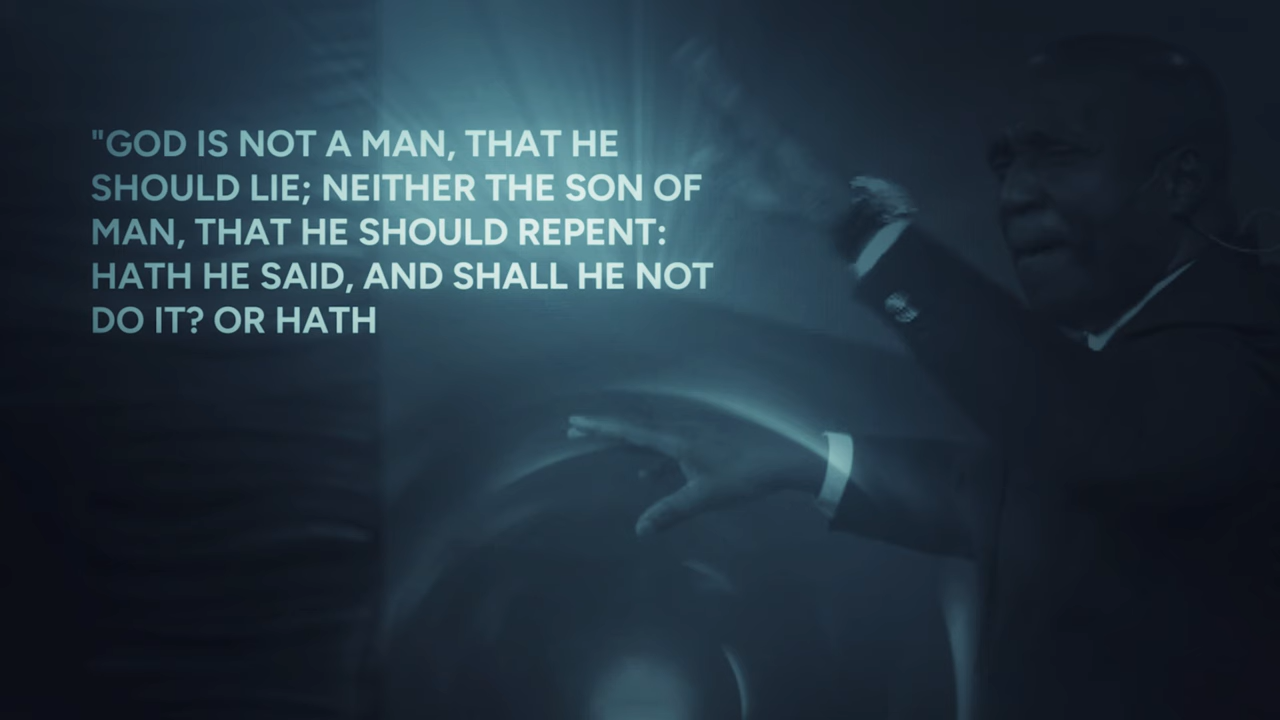 "GOD IS NOT A MAN, THAT HE
SHOULD LIE; NEITHER THE SON OF
MAN, THAT HE SHOULD REPENT:
HATH HE SAID, AND SHALL HE NOT
DO IT? OR HATH